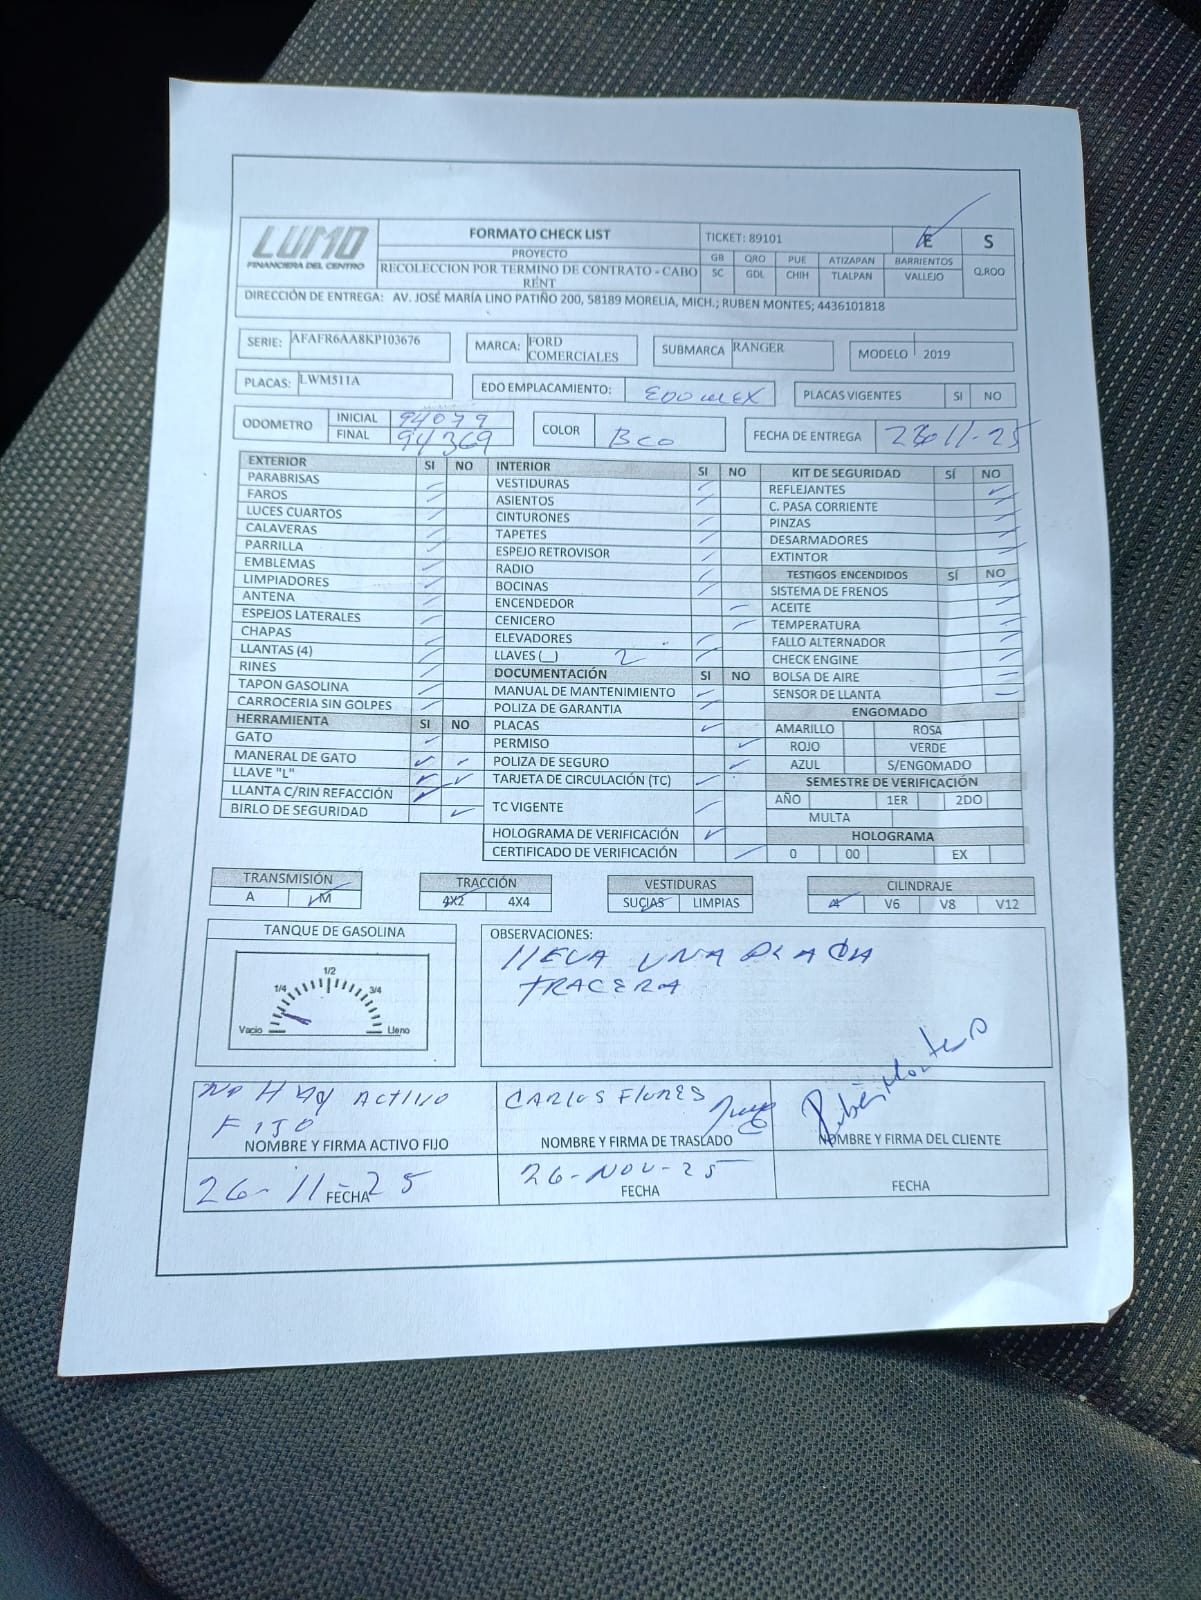 LUMO
FINANCIERA DEL CENTRO
FORMATO CHECK LIST
PROYECTO
RECOLECCION POR TERMINO DE CONTRATO - CABO RENT
TICKET: 89101
E
S
GB QRO PUE ATIZAPAN BARRIENTOS
SC GDL CHIH TLALPAN VALLEJO
Q.ROO
DIRECCIÓN DE ENTREGA: AV. JOSÉ MARÍA LINO PATIÑO 200, 58189 MORELIA, MICH.; RUBEN MONTES; 4436101818
SERIE: AFAFR6AA8KP103676
MARCA: FORD COMERCIALES
SUBMARCA RANGER
MODELO 2019
PLACAS: LWM511A
EDO EMPLACAMIENTO: EDO MEX
PLACAS VIGENTES SI NO
ODOMETRO
INICIAL 94079
FINAL 94369
COLOR BCO
FECHA DE ENTREGA 2611-25
EXTERIOR SI NO
PARABRISAS
FAROS
LUCES CUARTOS
CALAVERAS
PARRILLA
EMBLEMAS
LIMPIADORES
ANTENA
ESPEJOS LATERALES
CHAPAS
LLANTAS (4)
RINES
TAPON GASOLINA
CARROCERIA SIN GOLPES
HERRAMIENTA SI NO
GATO
MANERAL DE GATO
LLAVE "L"
LLANTA C/RIN REFACCIÓN
BIRLO DE SEGURIDAD
INTERIOR SI NO
VESTIDURAS
ASIENTOS
CINTURONES
TAPETES
ESPEJO RETROVISOR
RADIO
BOCINAS
ENCENDEDOR
CENICERO
ELEVADORES
LLAVES (_) 2
DOCUMENTACIÓN SI NO
MANUAL DE MANTENIMIENTO
POLIZA DE GARANTIA
PLACAS
PERMISO
POLIZA DE SEGURO
TARJETA DE CIRCULACIÓN (TC)
TC VIGENTE
HOLOGRAMA DE VERIFICACIÓN
CERTIFICADO DE VERIFICACIÓN
KIT DE SEGURIDAD SÍ NO
REFLEJANTES
C. PASA CORRIENTE
PINZAS
DESARMADORES
EXTINTOR
TESTIGOS ENCENDIDOS SÍ NO
SISTEMA DE FRENOS
ACEITE
TEMPERATURA
FALLO ALTERNADOR
CHECK ENGINE
BOLSA DE AIRE
SENSOR DE LLANTA
ENGOMADO
AMARILLO ROSA
ROJO VERDE
AZUL S/ENGOMADO
SEMESTRE DE VERIFICACIÓN
AÑO 1ER 2DO
MULTA
HOLOGRAMA
0 00 EX
TRANSMISIÓN
A M
TRACCIÓN
4X2 4X4
VESTIDURAS
SUCIAS LIMPIAS
CILINDRAJE
V6 V8 V12
TANQUE DE GASOLINA
1/2
1/4 3/4
Vacio Lleno
OBSERVACIONES:
LLEVA UNA PLACA
TRACERA
NO HAY ACTIVO
FIJO
NOMBRE Y FIRMA ACTIVO FIJO
CARLOS FLORES
NOMBRE Y FIRMA DE TRASLADO
Rubén Montes
NOMBRE Y FIRMA DEL CLIENTE
26-11-25
FECHA
26-NOV-25
FECHA
FECHA